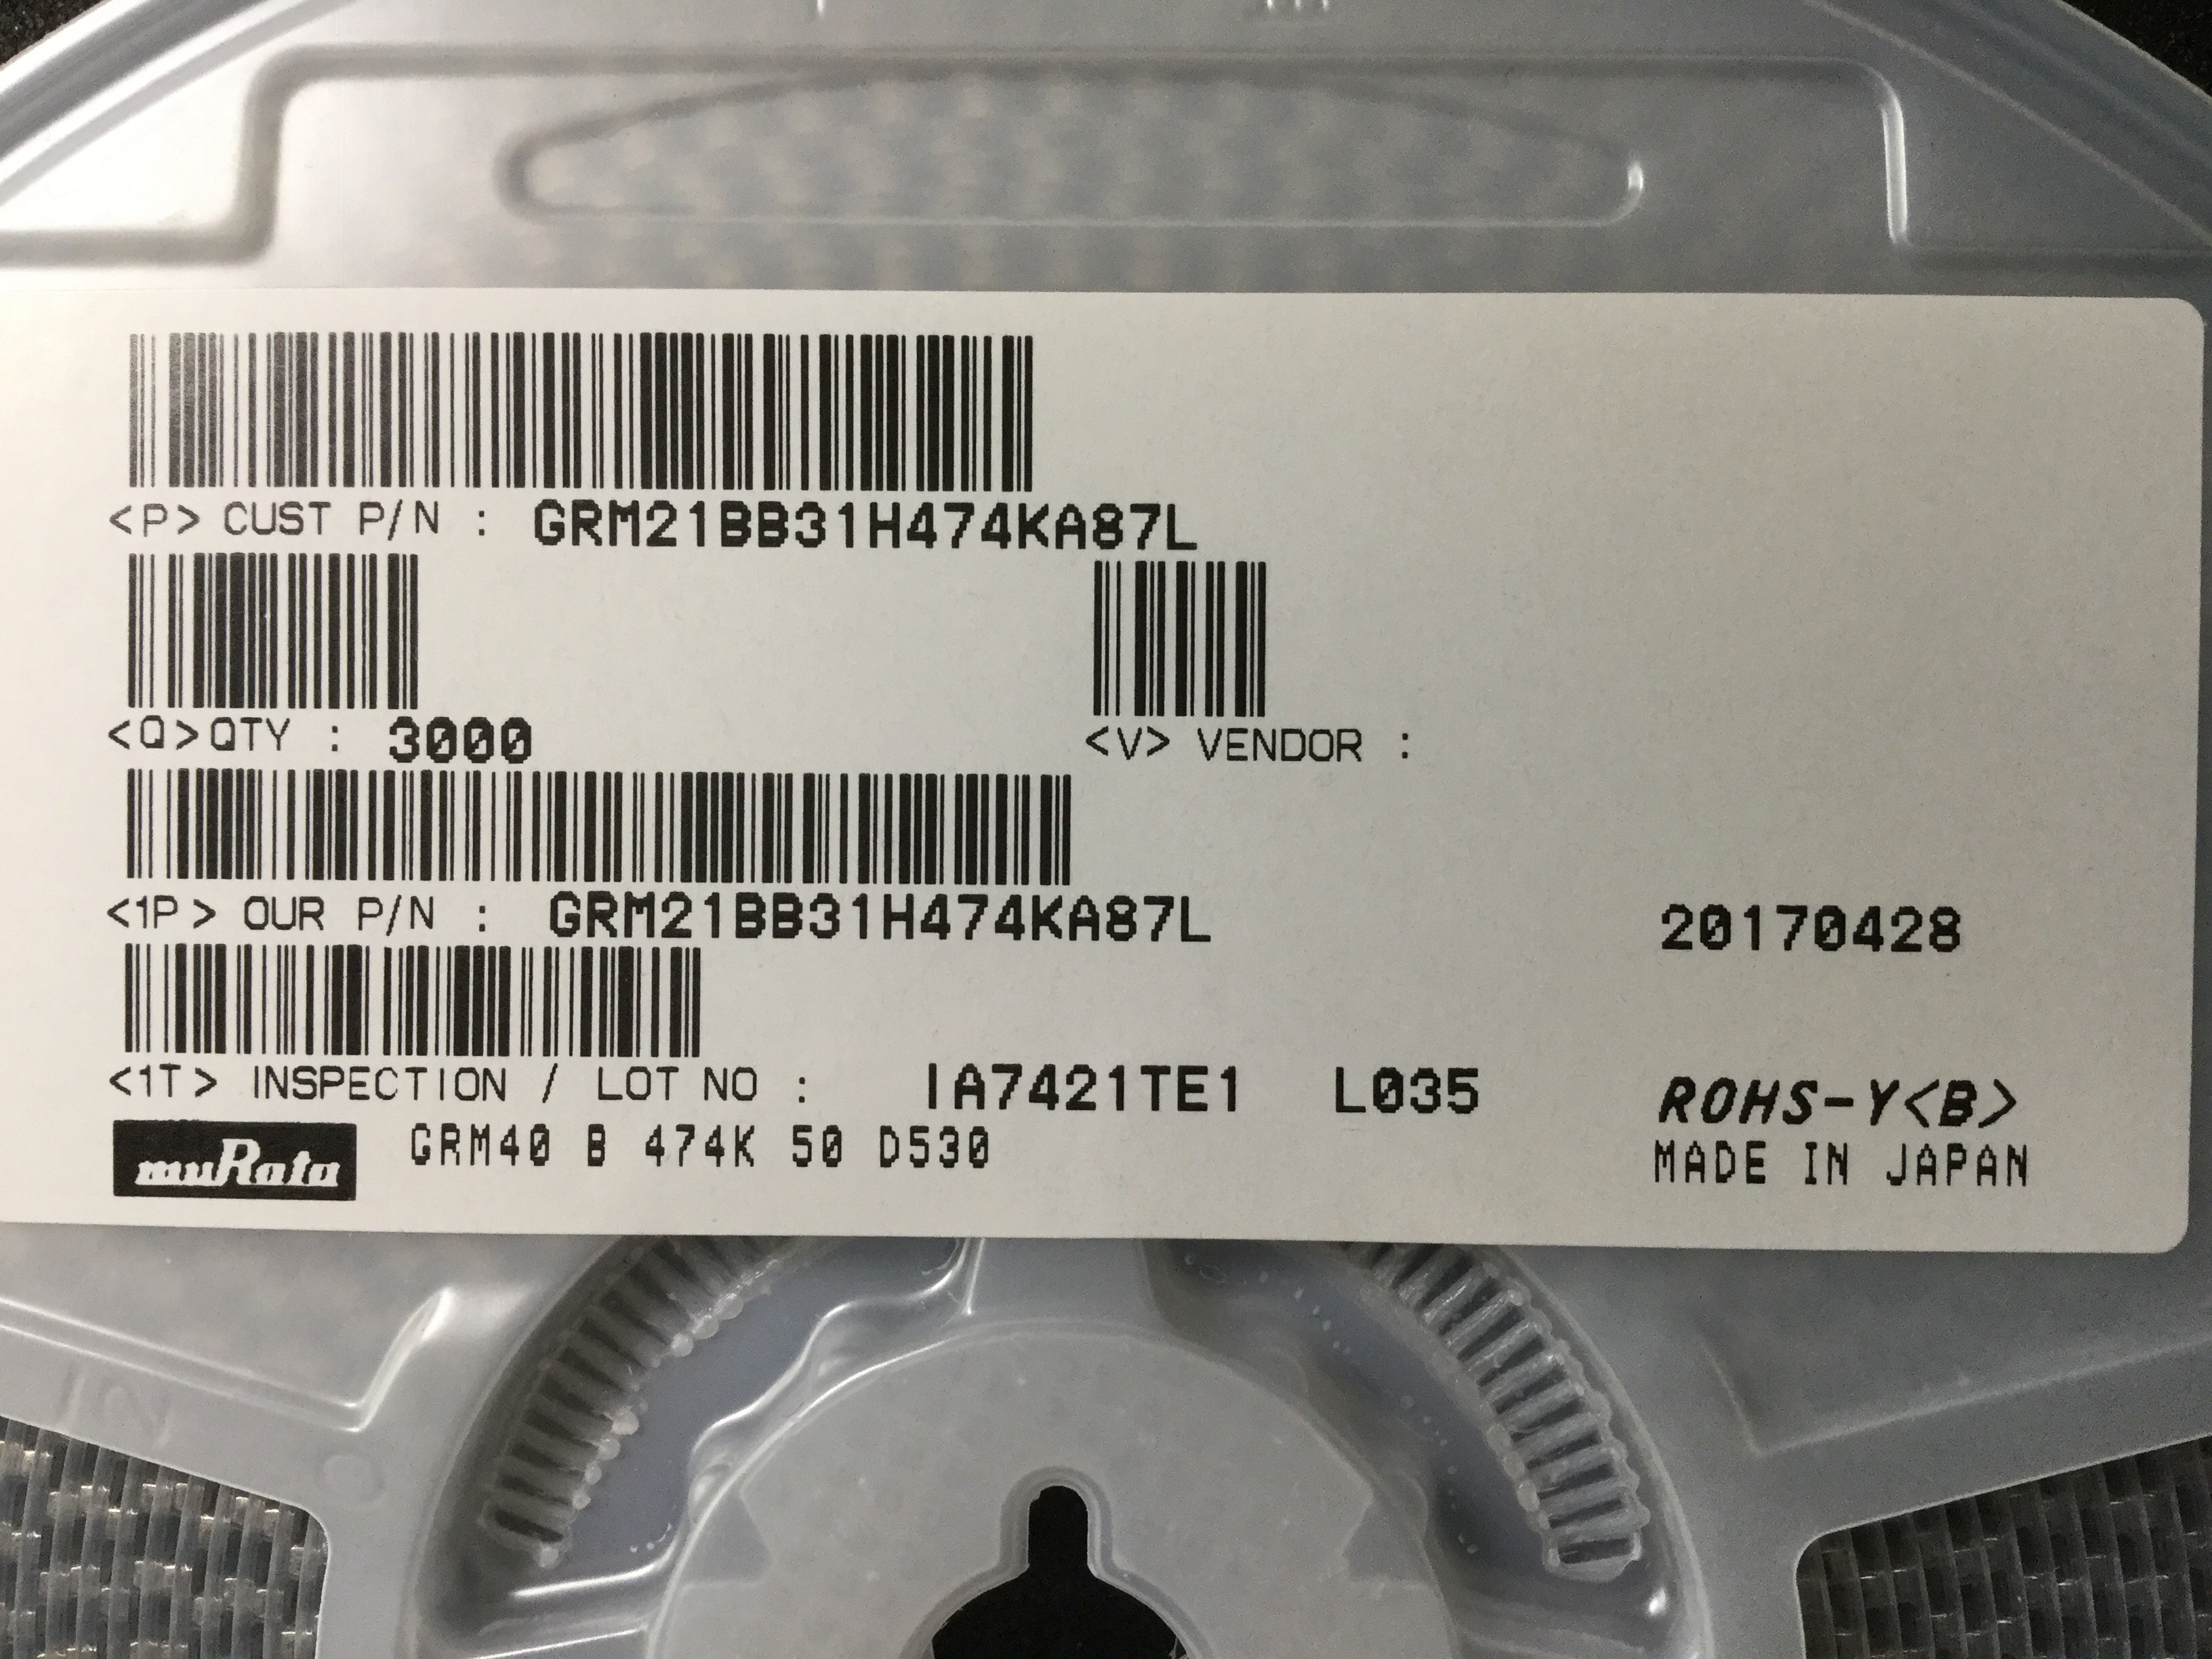 <P> CUST P/N : GRM21BB31H474KA87L
<Q>QTY : 3000
<V> VENDOR :
<1P> OUR P/N : GRM21BB31H474KA87L
20170428
<1T> INSPECTION / LOT NO : IA7421TE1 L035
ROHS-Y<B>
muRata GRM40 B 474K 50 D530
MADE IN JAPAN